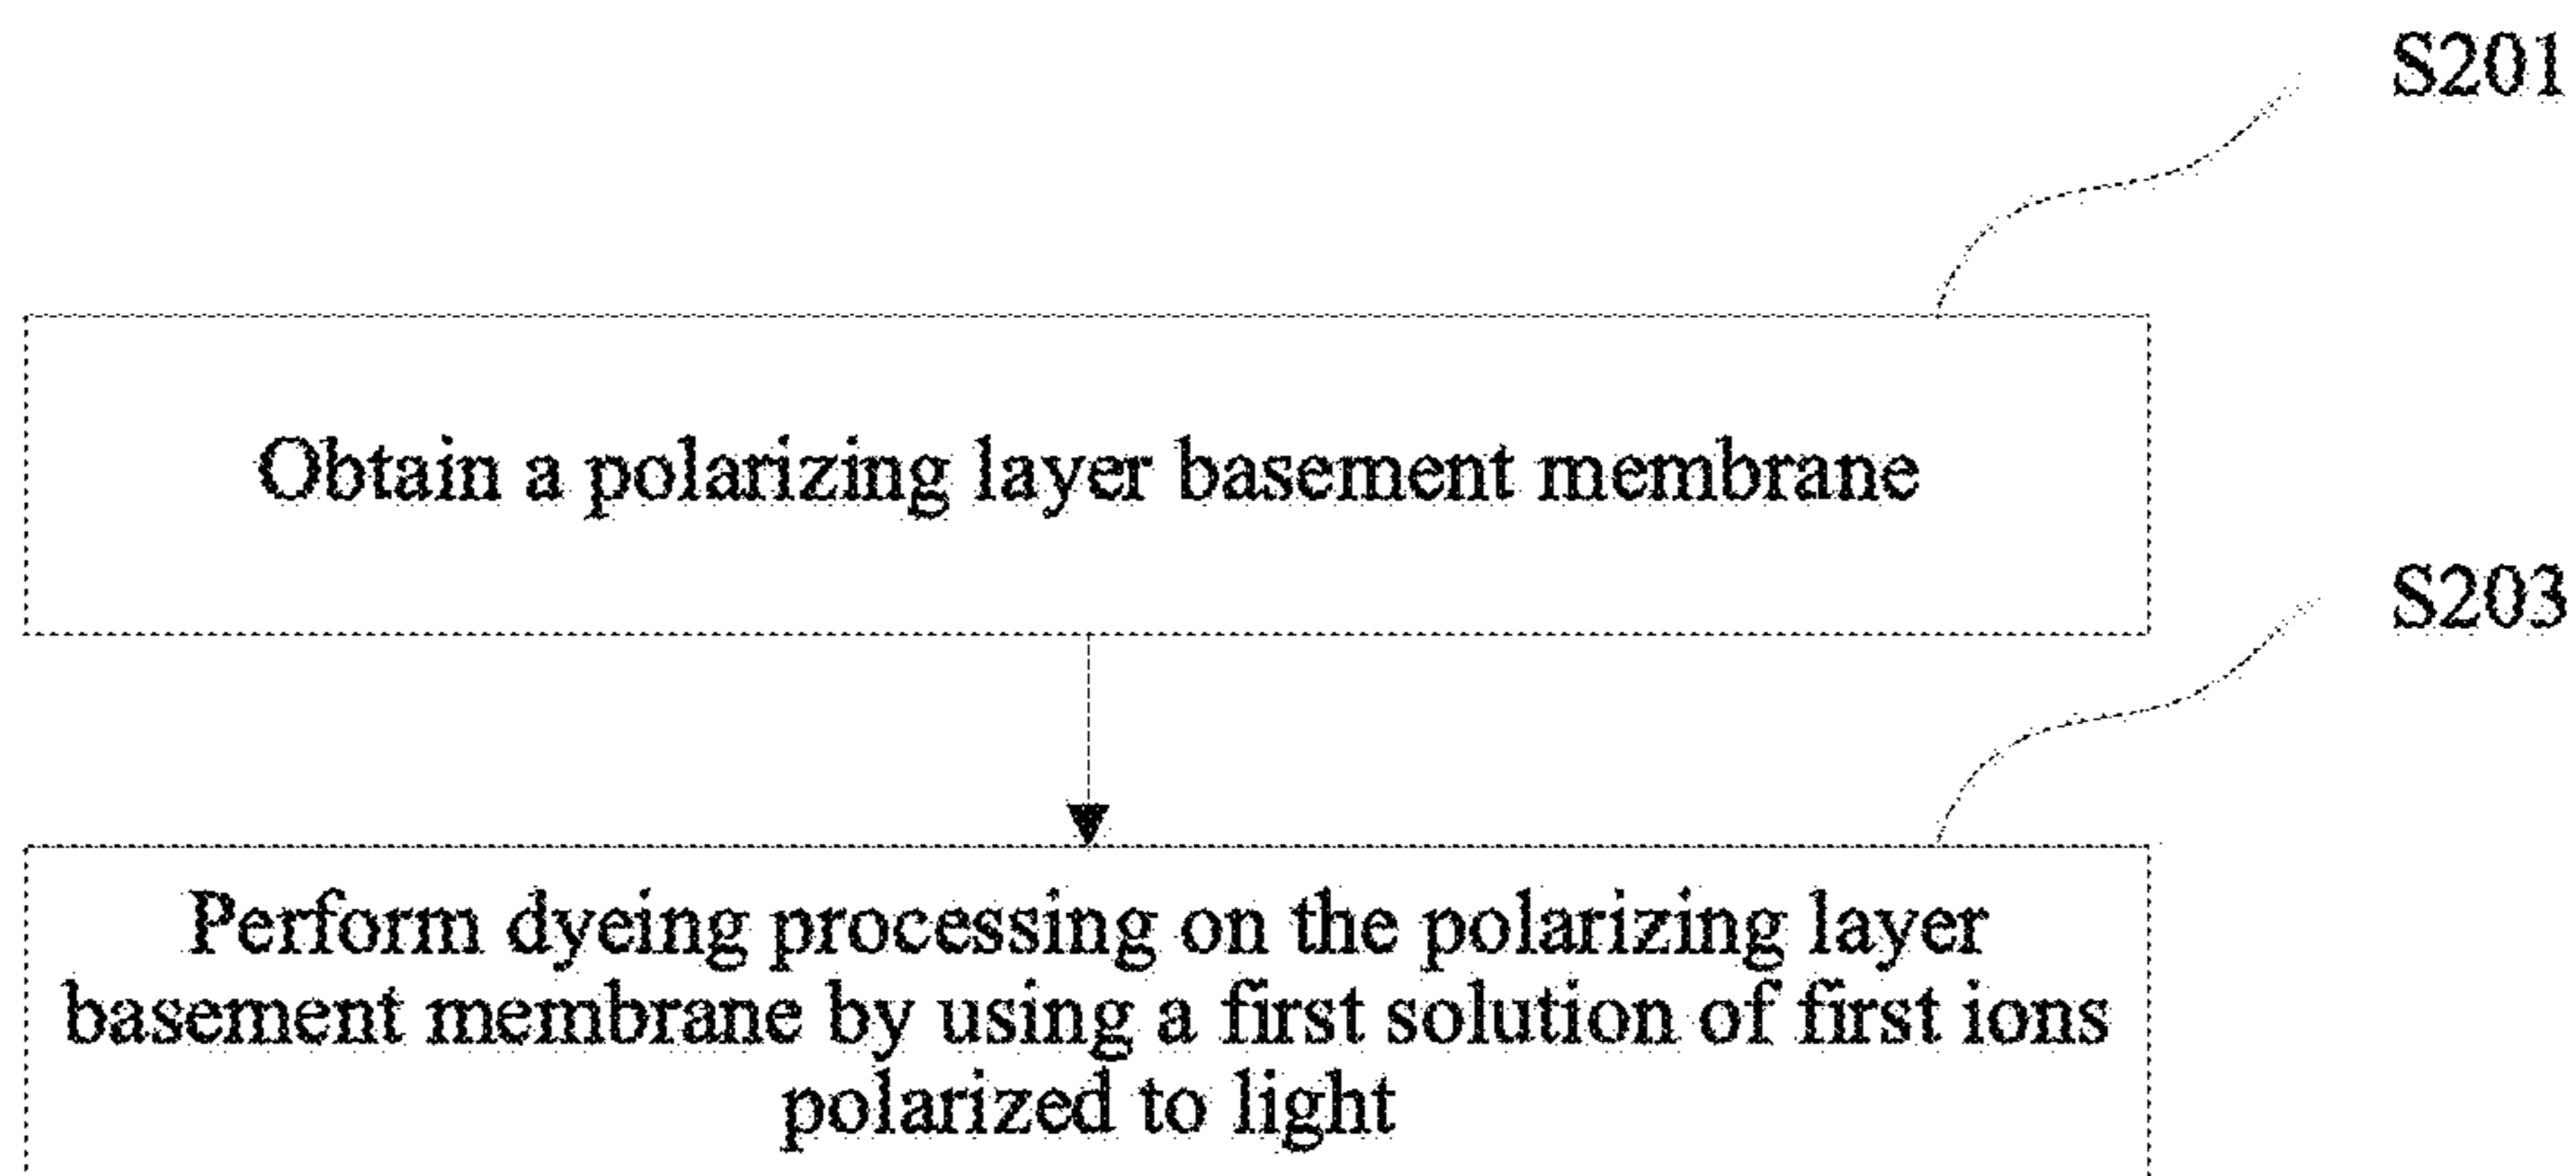 S201
Obtain a polarizing layer basement membrane
S203
Perform dyeing processing on the polarizing layer
basement membrane by using a first solution of first ions
polarized to light